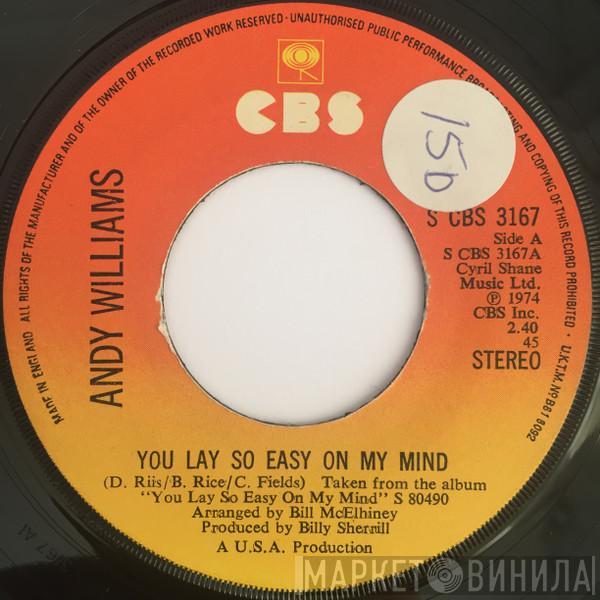 MADE IN ENGLAND ALL RIGHTS OF THE MANUFACTURER AND OF THE OWNER OF THE RECORDED WORK RESERVED · UNAUTHORISED PUBLIC PERFORMANCE BROADCASTING AND COPYING OF THIS RECORD PROHIBITED · U.K.T.M. Nº B618092
CBS
15p
ANDY WILLIAMS
S CBS 3167
Side A
S CBS 3167A
Cyril Shane
Music Ltd.
℗ 1974
CBS Inc.
2.40
45
STEREO
YOU LAY SO EASY ON MY MIND
(D. Riis/B. Rice/C. Fields) Taken from the album
"You Lay So Easy On My Mind" S 80490
Arranged by Bill McElhiney
Produced by Billy Sherrill
A U.S.A. Production
МАРКЕТ ВИНИЛА